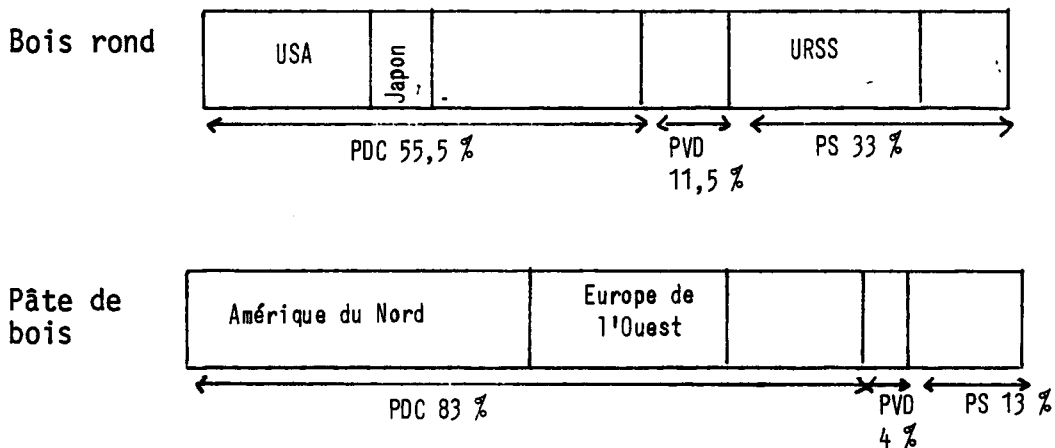 Bois rond
USA
Japon
URSS
PDC 55,5 %
PVD
11,5 %
PS 33 %
Pâte de
bois
Amérique du Nord
Europe de
l'Ouest
PDC 83 %
PVD
4 %
PS 13 %